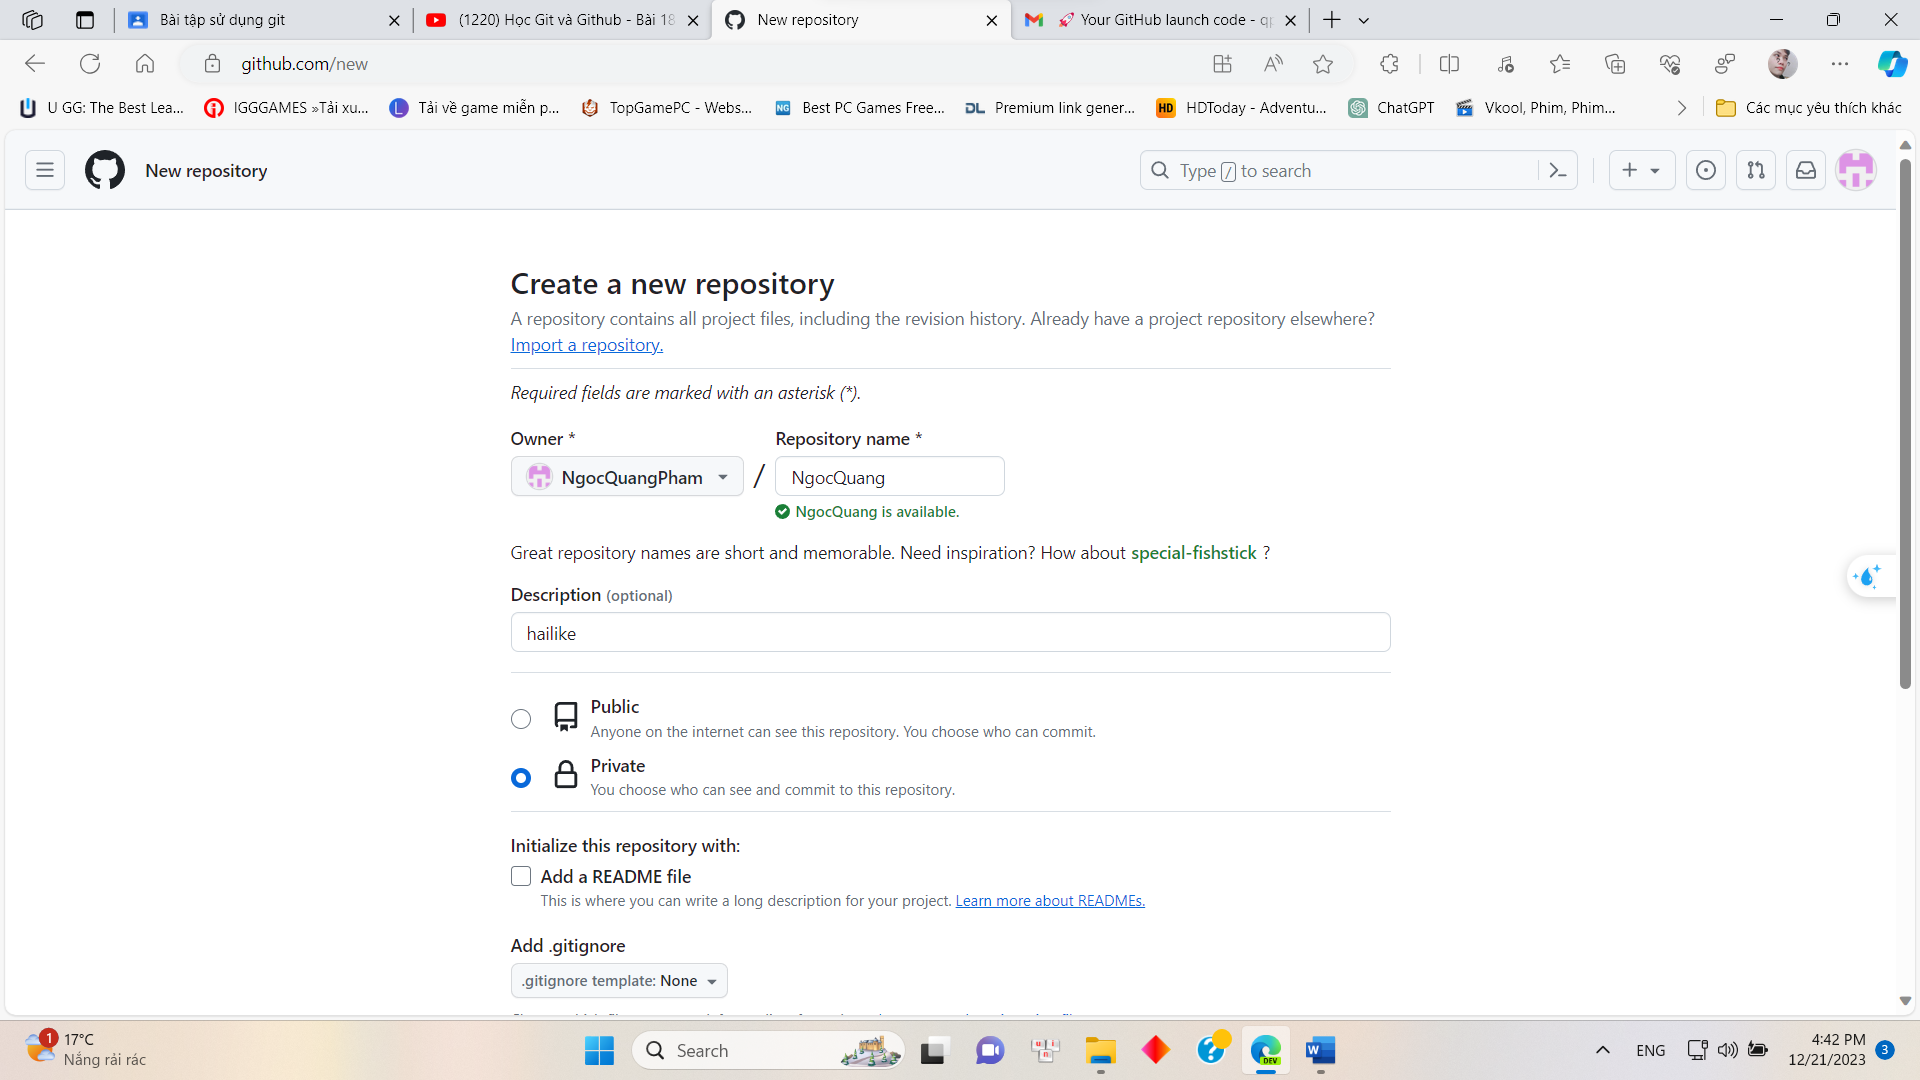 Bài tập sử dụng git
(1220) Học Git và Github - Bài 18
New repository
🚀 Your GitHub launch code - qp
github.com/new
U GG: The Best Lea...
IGGGAMES »Tải xu...
Tải về game miễn p...
TopGamePC - Webs...
NG
Best PC Games Free...
DL
Premium link gener...
HD
HDToday - Adventu...
ChatGPT
Vkool, Phim, Phim...
Các mục yêu thích khác
New repository
Type / to search
Create a new repository
A repository contains all project files, including the revision history. Already have a project repository elsewhere?
Import a repository.
Required fields are marked with an asterisk (*).
Owner *
Repository name *
NgocQuangPham
/
NgocQuang
NgocQuang is available.
Great repository names are short and memorable. Need inspiration? How about special-fishstick ?
Description (optional)
hailike
Public
Anyone on the internet can see this repository. You choose who can commit.
Private
You choose who can see and commit to this repository.
Initialize this repository with:
Add a README file
This is where you can write a long description for your project. Learn more about READMEs.
Add .gitignore
.gitignore template: None
1
17°C
Nắng rải rác
Search
DEV
W
ENG
4:42 PM
12/21/2023
3